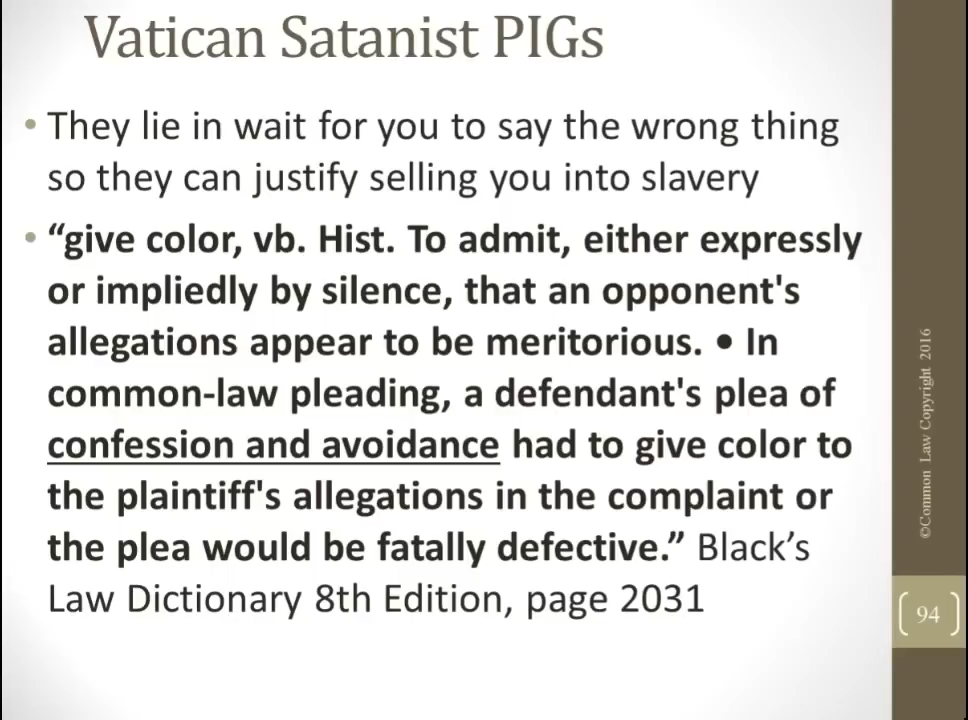 Vatican Satanist PIGs
• They lie in wait for you to say the wrong thing
so they can justify selling you into slavery
• “give color, vb. Hist. To admit, either expressly
or impliedly by silence, that an opponent's
allegations appear to be meritorious. • In
common-law pleading, a defendant's plea of
confession and avoidance had to give color to
the plaintiff's allegations in the complaint or
the plea would be fatally defective.” Black’s
Law Dictionary 8th Edition, page 2031
©Common Law Copyright 2016
94